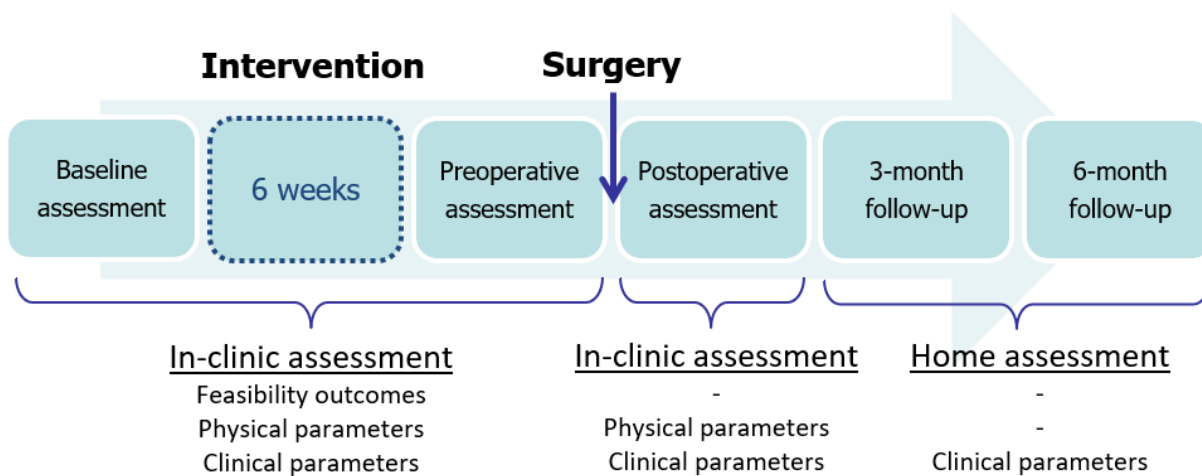 Intervention
Surgery
Baseline
assessment
6 weeks
Preoperative
assessment
Postoperative
assessment
3-month
follow-up
6-month
follow-up
In-clinic assessment
Feasibility outcomes
Physical parameters
Clinical parameters
In-clinic assessment
-
Physical parameters
Clinical parameters
Home assessment
-
-
Clinical parameters